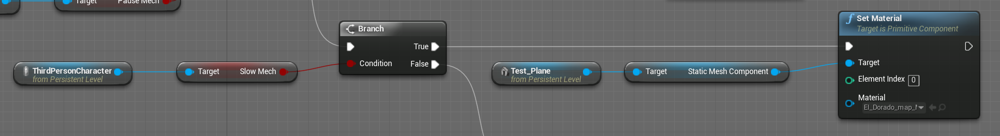 Target Pause Mech
Branch
True
Condition
False
ThirdPersonCharacter
from Persistent Level
Target Slow Mech
Test_Plane
from Persistent Level
Target Static Mesh Component
Set Material
Target is Primitive Component
Target
Element Index 0
Material
El_Dorado_map_